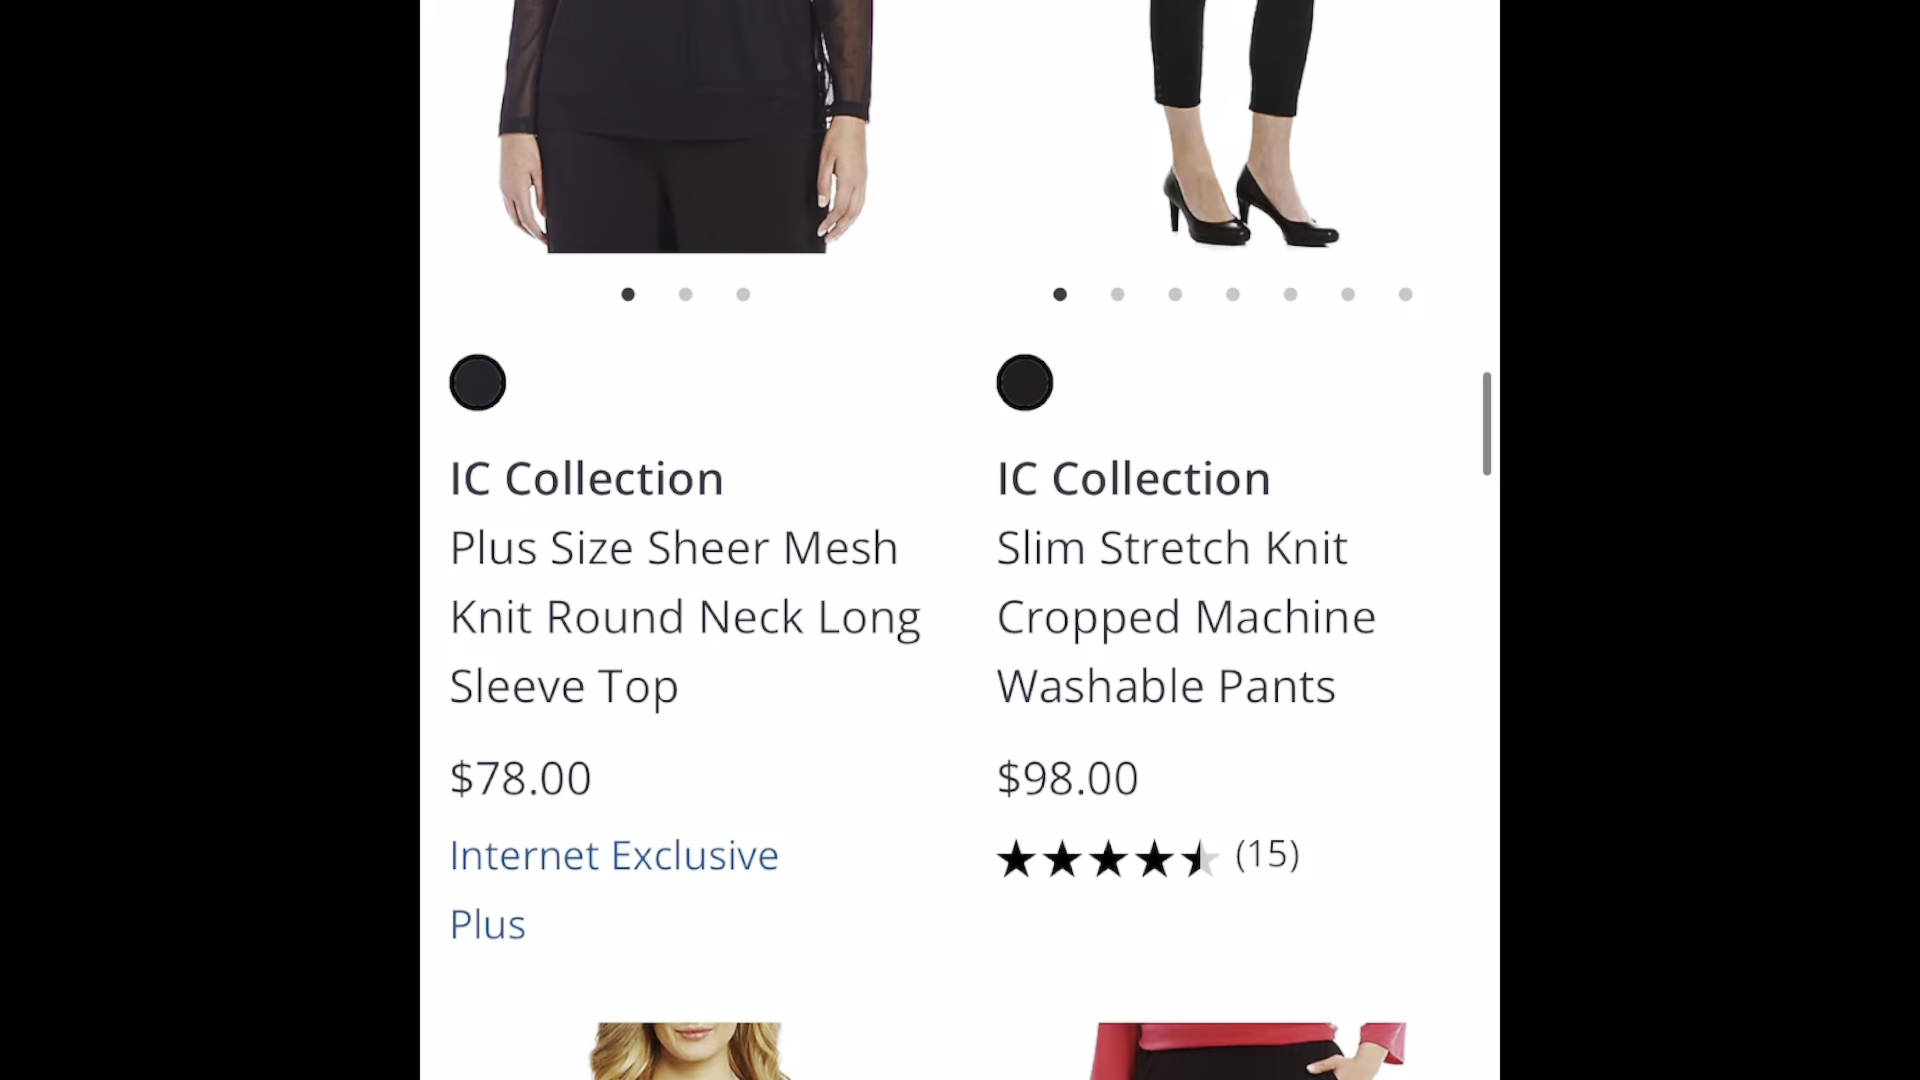 IC Collection
Plus Size Sheer Mesh
Knit Round Neck Long
Sleeve Top
$78.00
Internet Exclusive
Plus
IC Collection
Slim Stretch Knit
Cropped Machine
Washable Pants
$98.00
(15)